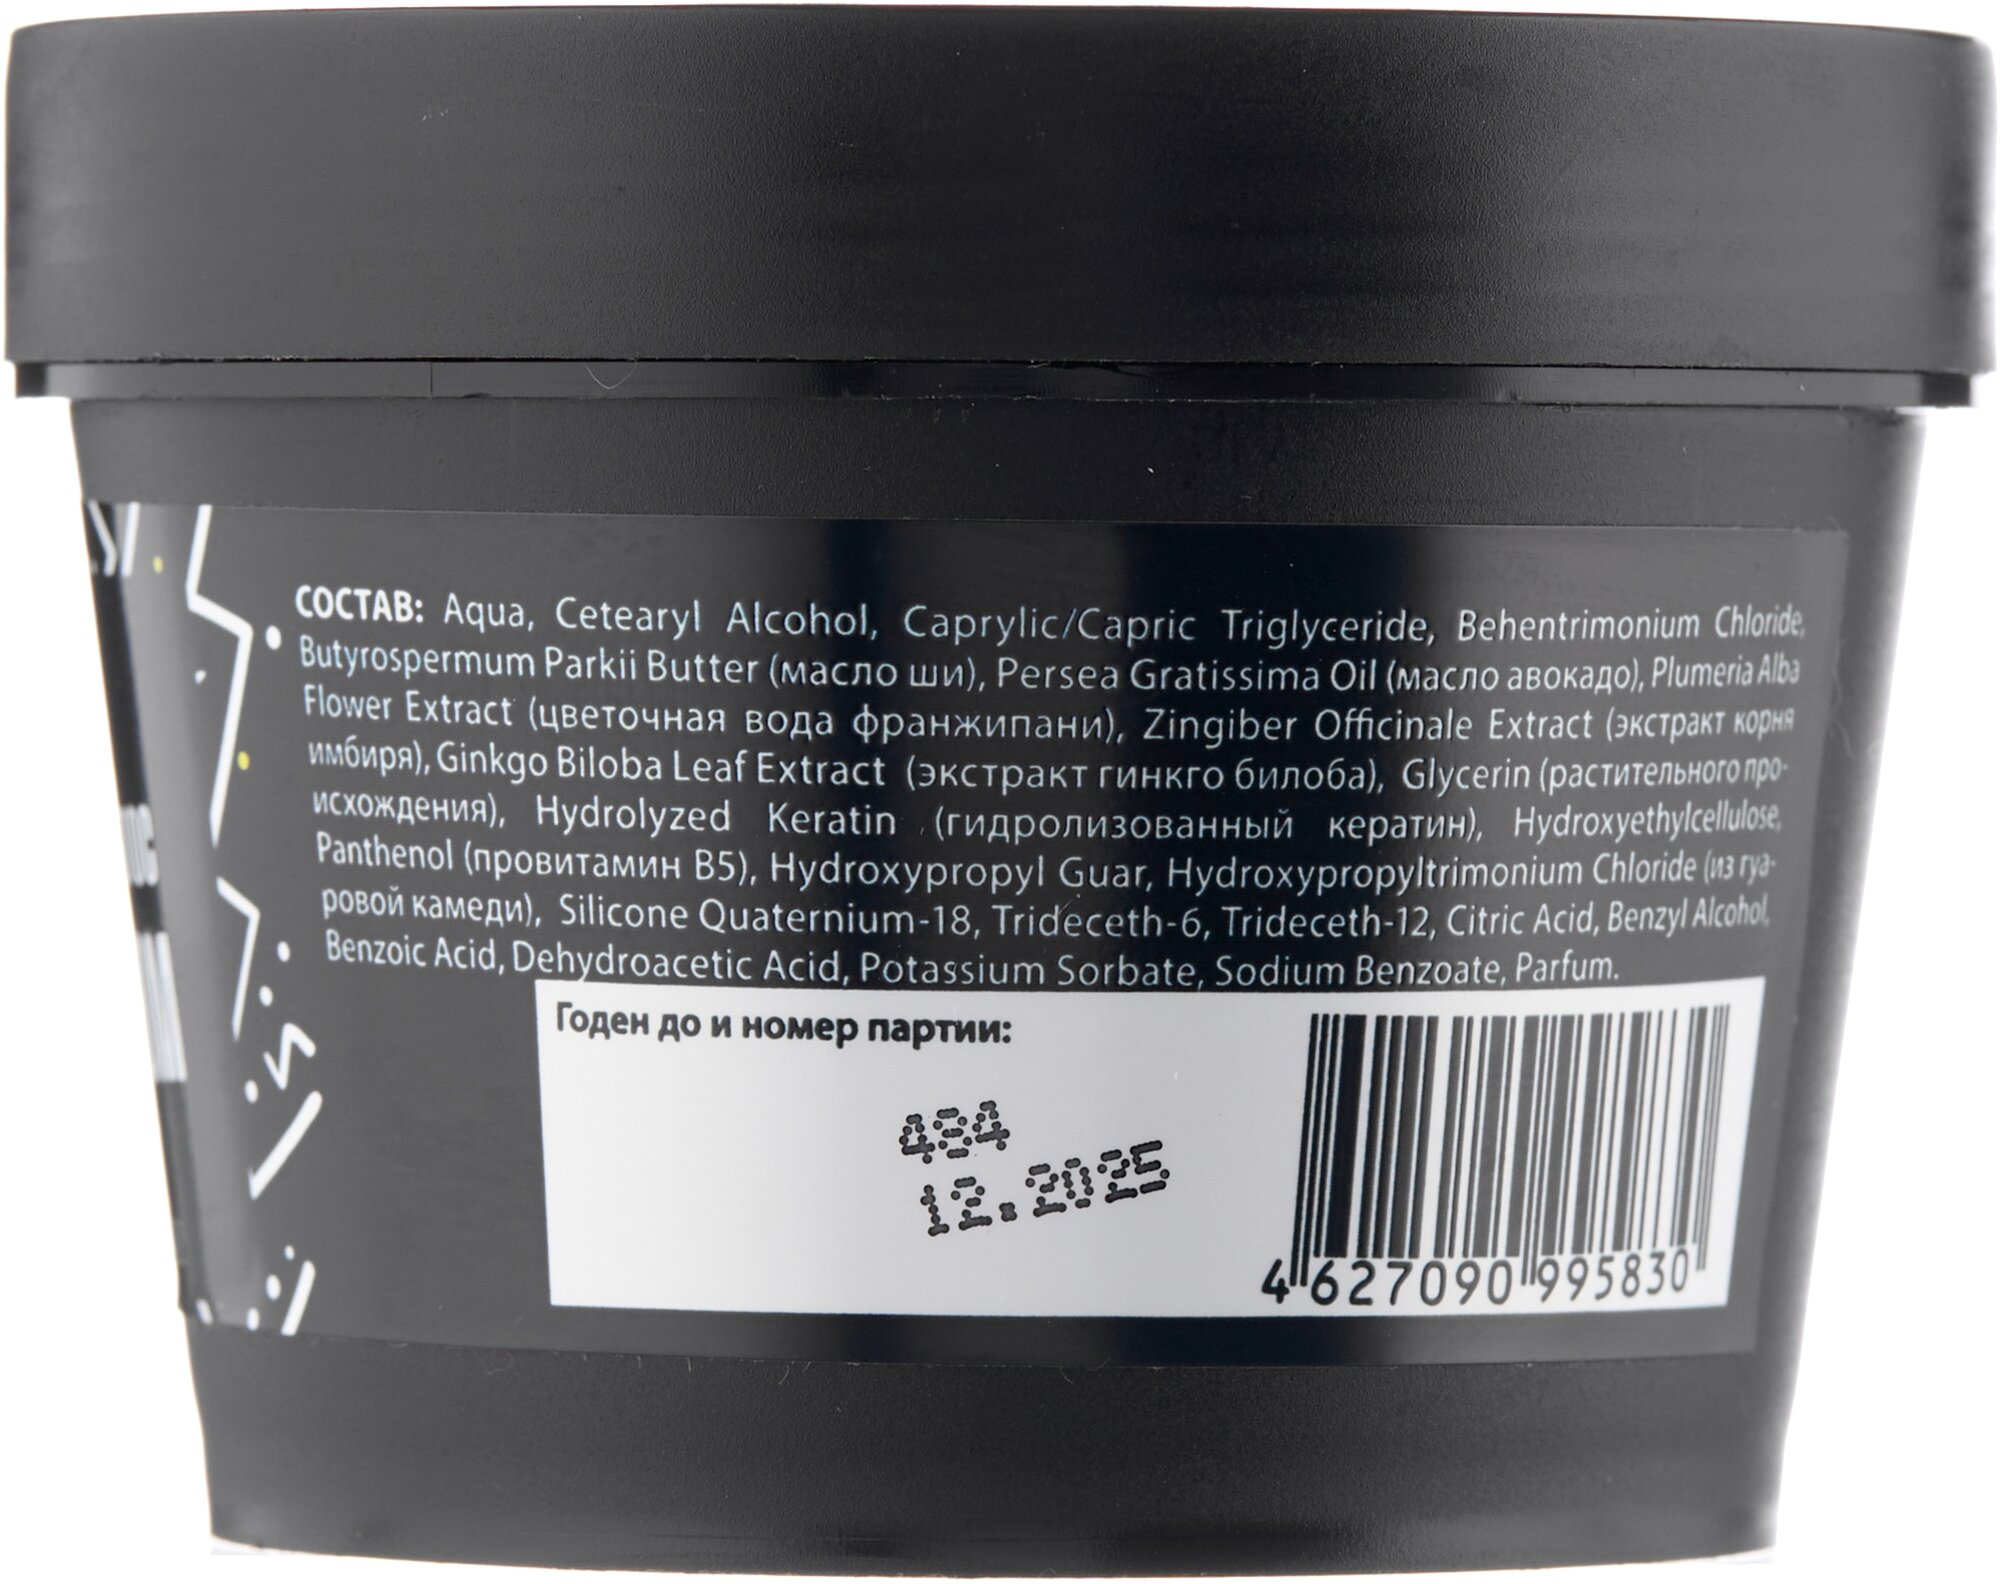 СОСТАВ: Aqua, Cetearyl Alcohol, Caprylic/Capric Triglyceride, Behentrimonium Chloride,
Butyrospermum Parkii Butter (масло ши), Persea Gratissima Oil (масло авокадо), Plumeria Alba
Flower Extract (цветочная вода франжипани), Zingiber Officinale Extract (экстракт корня
имбиря), Ginkgo Biloba Leaf Extract (экстракт гинкго билоба), Glycerin (растительного про-
исхождения), Hydrolyzed Keratin (гидролизованный кератин), Hydroxyethylcellulose,
Panthenol (провитамин B5), Hydroxypropyl Guar, Hydroxypropyltrimonium Chloride (из гуа-
ровой камеди), Silicone Quaternium-18, Trideceth-6, Trideceth-12, Citric Acid, Benzyl Alcohol,
Benzoic Acid, Dehydroacetic Acid, Potassium Sorbate, Sodium Benzoate, Parfum.
Годен до и номер партии:
484
12.2025
4 627090 995830